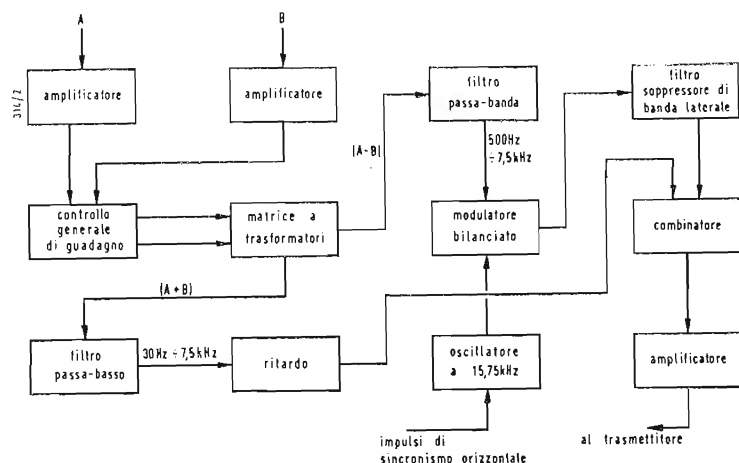 A
B
314/2
amplificatore
amplificatore
filtro
passa-banda
filtro
soppressore di
banda laterale
(A-B)
500Hz
÷7,5kHz
controllo
generale
di guadagno
matrice a
trasformatori
modulatore
bilanciato
combinatore
(A+B)
filtro
passa-basso
30Hz÷7,5kHz
ritardo
oscillatore
a 15,75kHz
amplificatore
impulsi di
sincronismo orizzontale
al trasmettitore